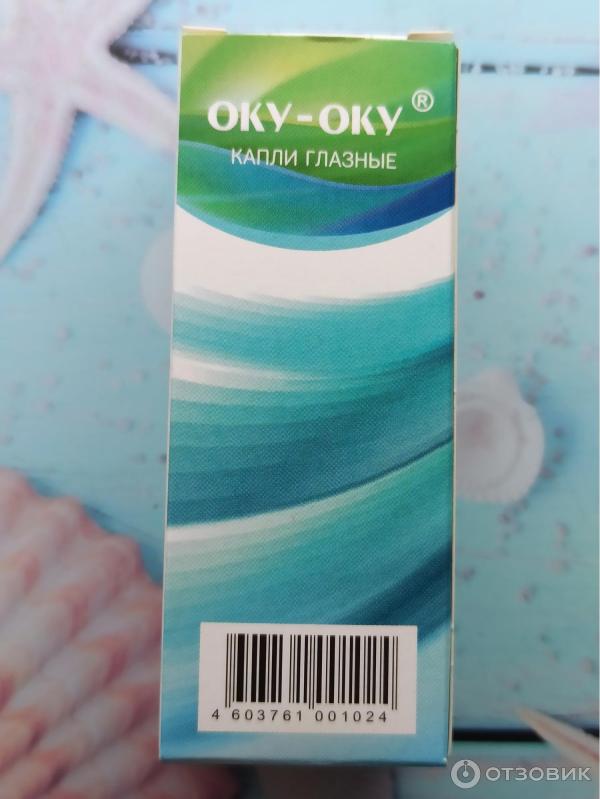 ОКУ-ОКУ®
КАПЛИ ГЛАЗНЫЕ
4 603761 001024
ОТЗОВИК